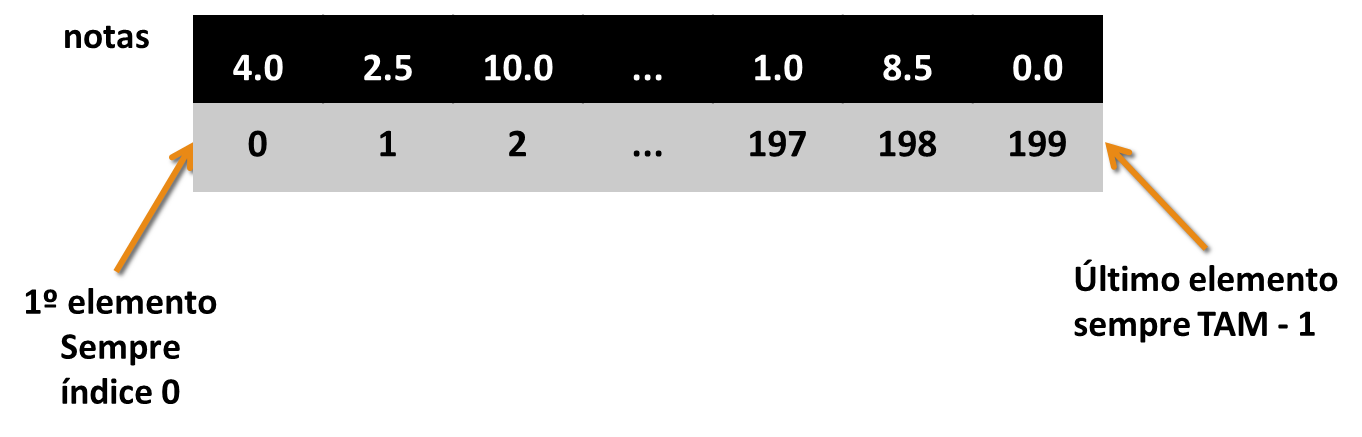 notas
4.0 2.5 10.0 ... 1.0 8.5 0.0
0 1 2 ... 197 198 199
1º elemento
Sempre
índice 0
Último elemento
sempre TAM - 1